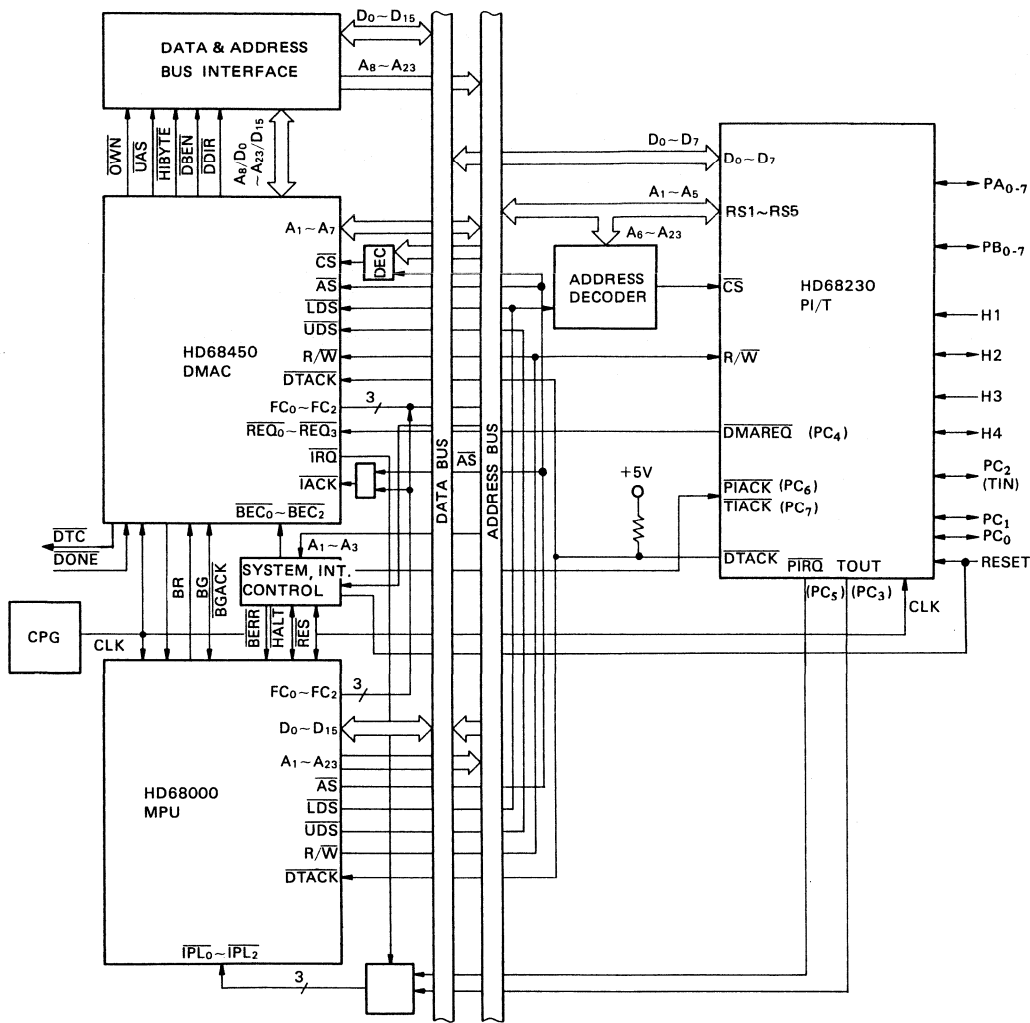 DATA & ADDRESS
BUS INTERFACE
D0~D15
A8~A23
OWN
UAS
HIBYTE
DBEN
DDIR
A8/D0
~A23/D15
HD68450
DMAC
A1~A7
CS
AS
LDS
UDS
R/W
DTACK
FC0~FC2
3
REQ0~REQ3
IRQ
IACK
BEC0~BEC2
DEC
DTC
DONE
BR
BG
BGACK
A1~A3
SYSTEM, INT.
CONTROL
BERR
HALT
RES
CPG
CLK
HD68000
MPU
FC0~FC2
3
D0~D15
A1~A23
AS
LDS
UDS
R/W
DTACK
IPL0~IPL2
3
DATA BUS
AS
ADDRESS BUS
D0~D7
A1~A5
A6~A23
ADDRESS
DECODER
+5V
HD68230
PI/T
D0~D7
RS1~RS5
CS
R/W
DMAREQ (PC4)
PIACK (PC6)
TIACK (PC7)
DTACK
PIRQ TOUT
(PC5) (PC3)
CLK
PA0-7
PB0-7
H1
H2
H3
H4
PC2
(TIN)
PC1
PC0
RESET